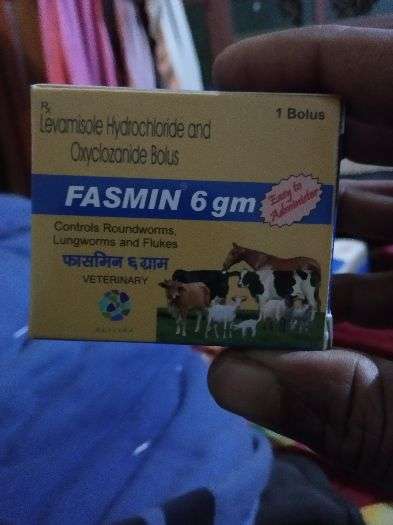 Rx
Levamisole Hydrochloride and
Oxyclozanide Bolus
1 Bolus
FASMIN® 6 gm
Easy to
Administer
Controls Roundworms,
Lungworms and Flukes
फासमिन ६ ग्राम
VETERINARY